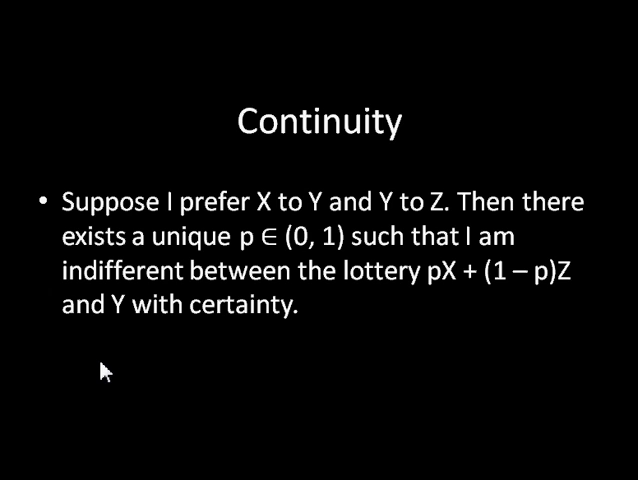 Continuity
• Suppose I prefer X to Y and Y to Z. Then there
exists a unique p ∈ (0, 1) such that I am
indifferent between the lottery pX + (1 – p)Z
and Y with certainty.